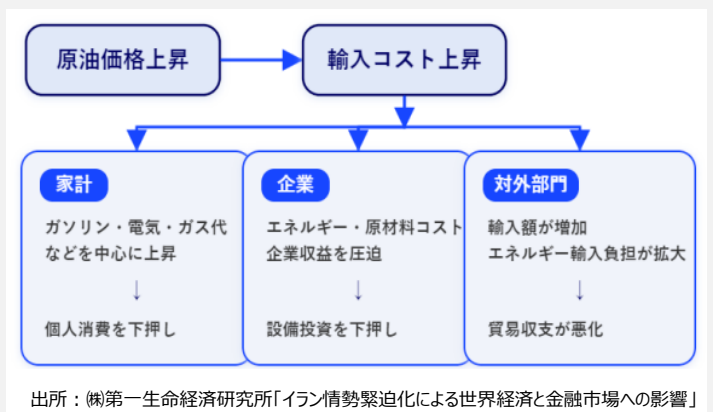 原油価格上昇
輸入コスト上昇
家計
ガソリン・電気・ガス代
などを中心に上昇
↓
個人消費を下押し
企業
エネルギー・原材料コスト
企業収益を圧迫
↓
設備投資を下押し
対外部門
輸入額が増加
エネルギー輸入負担が拡大
↓
貿易収支が悪化
出所：㈱第一生命経済研究所「イラン情勢緊迫化による世界経済と金融市場への影響」